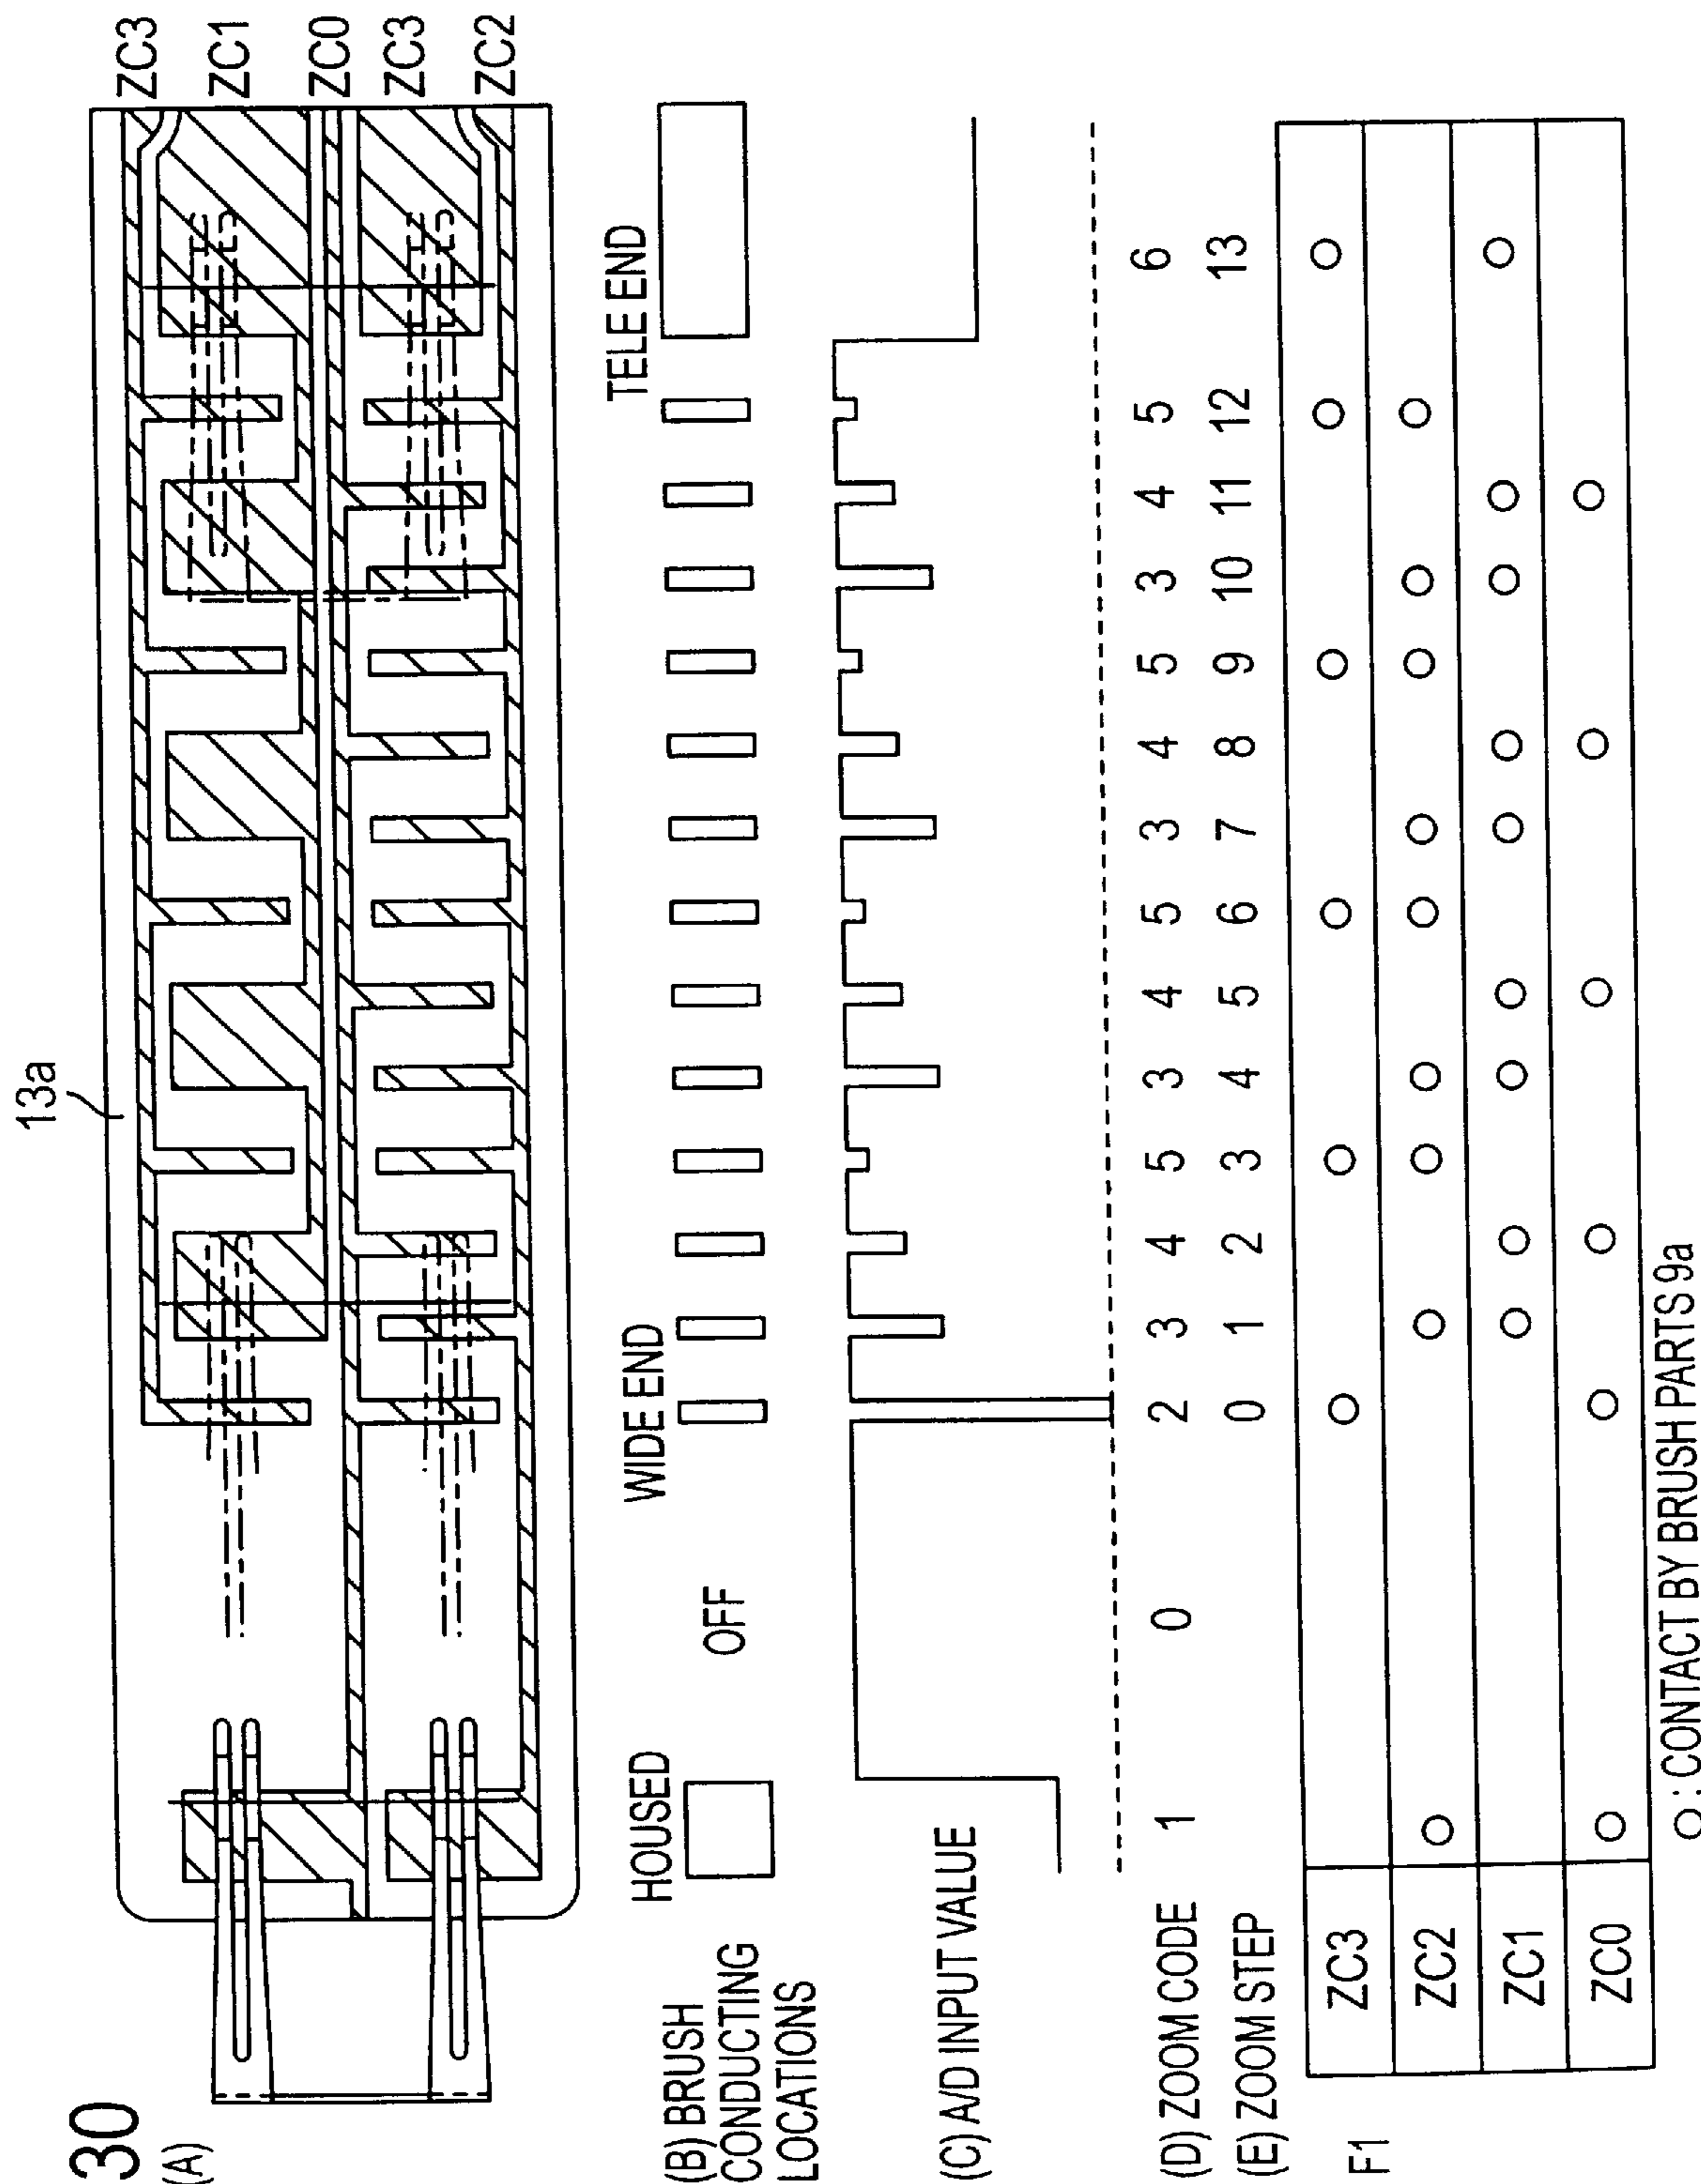 30
(A)
13a
ZC3
ZC1
ZC0
ZC3
ZC2
(B) BRUSH
CONDUCTING
LOCATIONS
HOUSED
OFF
WIDE END
TELE END
(C) A/D INPUT VALUE
(D) ZOOM CODE 1 0 2 3 4 5 3 4 5 3 4 5 3 4 5 6
(E) ZOOM STEP 0 1 2 3 4 5 6 7 8 9 10 11 12 13
F1
ZC3 ○ ○ ○ ○ ○ ○
ZC2 ○ ○ ○ ○ ○ ○ ○ ○ ○
ZC1 ○ ○ ○ ○ ○ ○ ○ ○ ○
ZC0 ○ ○ ○ ○ ○ ○
○ : CONTACT BY BRUSH PARTS 9a